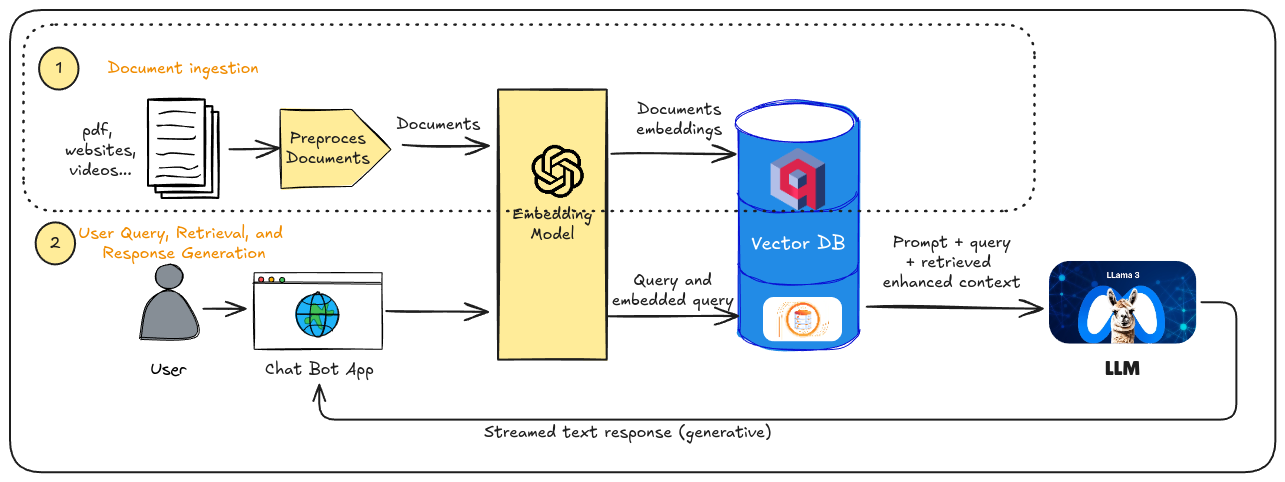 1
Document ingestion
pdf,
websites,
videos...
Preproces
Documents
Documents
Embedding
Model
Documents
embeddings
Vector DB
2
User Query, Retrieval, and
Response Generation
User
Chat Bot App
Query and
embedded query
Prompt + query
+ retrieved
enhanced context
LLama 3
LLM
Streamed text response (generative)